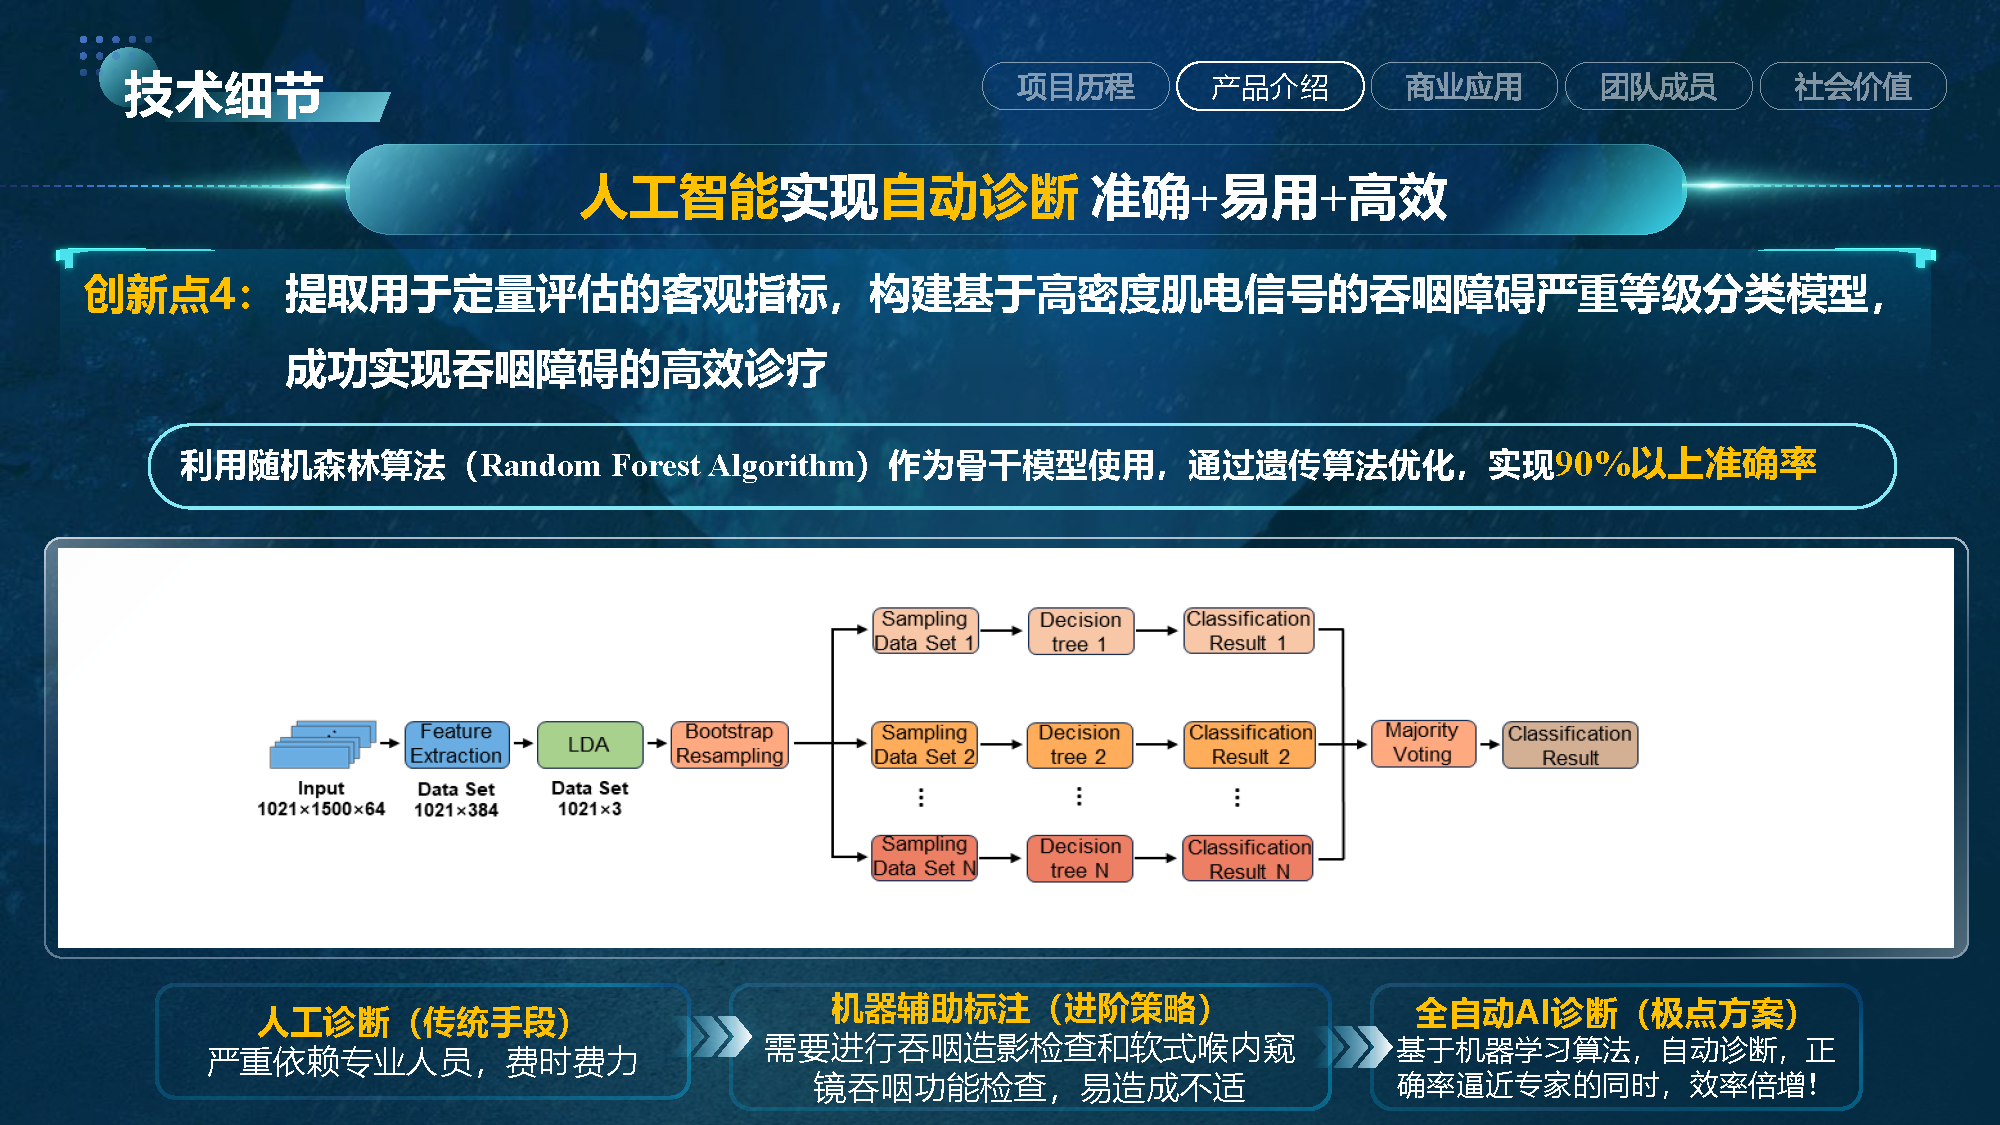 技术细节
项目历程
产品介绍
商业应用
团队成员
社会价值
人工智能实现自动诊断 准确+易用+高效
创新点4： 提取用于定量评估的客观指标，构建基于高密度肌电信号的吞咽障碍严重等级分类模型，
成功实现吞咽障碍的高效诊疗
利用随机森林算法（Random Forest Algorithm）作为骨干模型使用，通过遗传算法优化，实现90%以上准确率
Sampling
Data Set 1
Decision
tree 1
Classification
Result 1
Feature
Extraction
LDA
Bootstrap
Resampling
Sampling
Data Set 2
Decision
tree 2
Classification
Result 2
Majority
Voting
Classification
Result
Input
1021×1500×64
Data Set
1021×384
Data Set
1021×3
Sampling
Data Set N
Decision
tree N
Classification
Result N
人工诊断（传统手段）
严重依赖专业人员，费时费力
机器辅助标注（进阶策略）
需要进行吞咽造影检查和软式喉内窥
镜吞咽功能检查，易造成不适
全自动AI诊断（极点方案）
基于机器学习算法，自动诊断，正
确率逼近专家的同时，效率倍增！